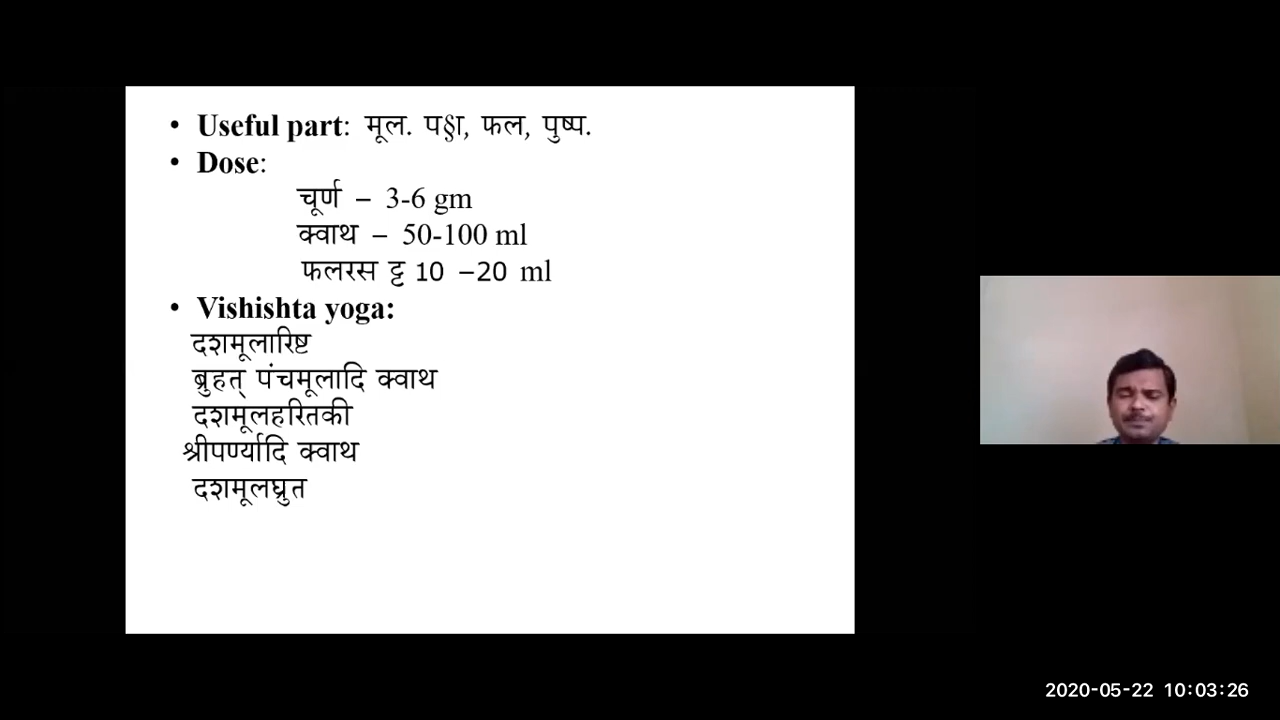 • Useful part: मूल. प§ा, फल, पुष्प.
• Dose:
चूर्ण – 3-6 gm
क्वाथ – 50-100 ml
फलरस ट्ट 10 –20 ml
• Vishishta yoga:
दशमूलारिष्ट
ब्रुहत् पंचमूलादि क्वाथ
दशमूलहरितकी
श्रीपर्ण्यादि क्वाथ
दशमूलघ्रुत
2020-05-22 10:03:26